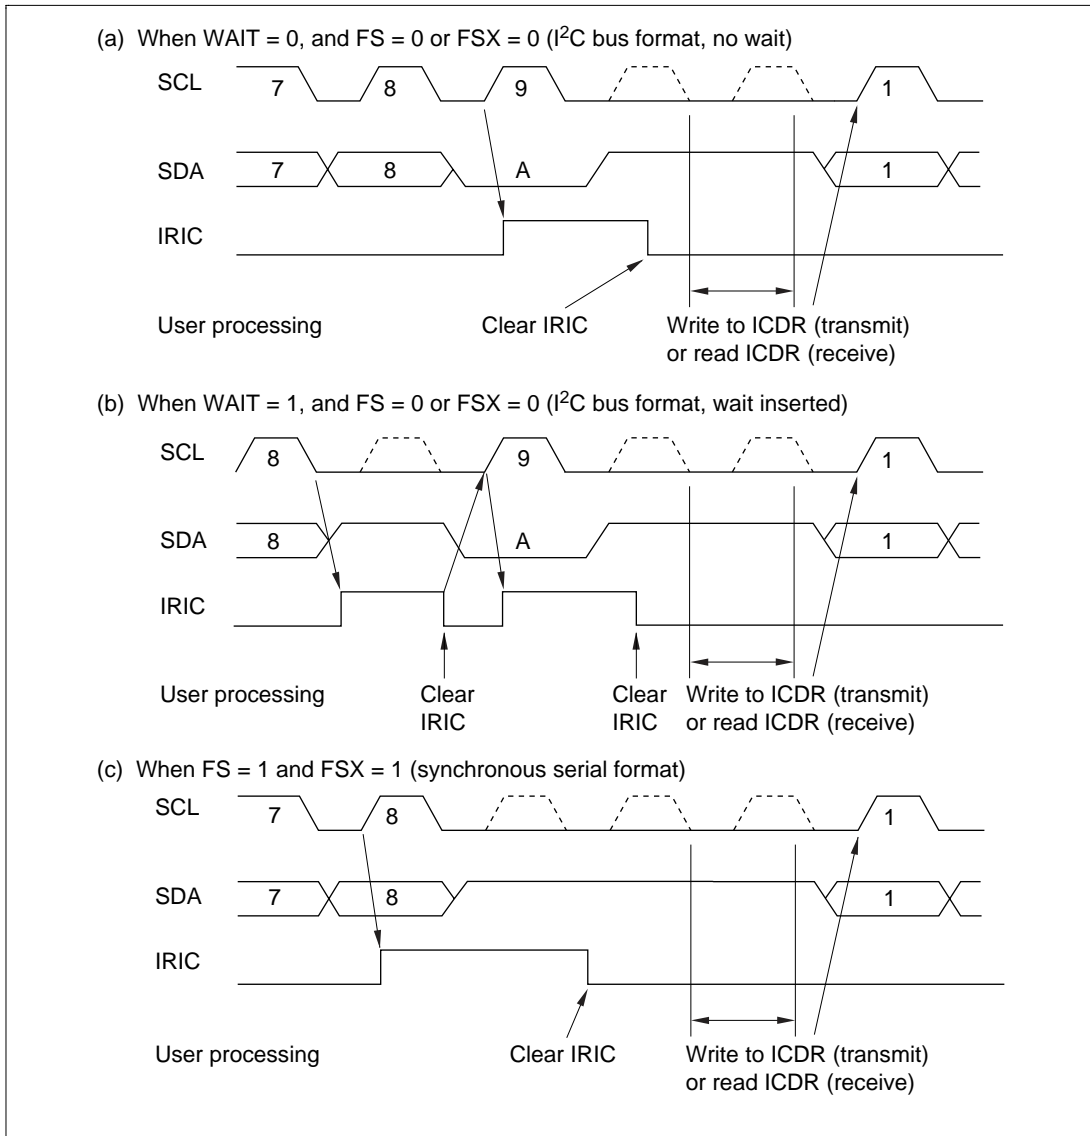 (a) When WAIT = 0, and FS = 0 or FSX = 0 (I²C bus format, no wait)
SCL 7 8 9 1
SDA 7 8 A 1
IRIC
User processing Clear IRIC Write to ICDR (transmit)
or read ICDR (receive)
(b) When WAIT = 1, and FS = 0 or FSX = 0 (I²C bus format, wait inserted)
SCL 8 9 1
SDA 8 A 1
IRIC
User processing Clear Clear Write to ICDR (transmit)
IRIC IRIC or read ICDR (receive)
(c) When FS = 1 and FSX = 1 (synchronous serial format)
SCL 7 8 1
SDA 7 8 1
IRIC
User processing Clear IRIC Write to ICDR (transmit)
or read ICDR (receive)